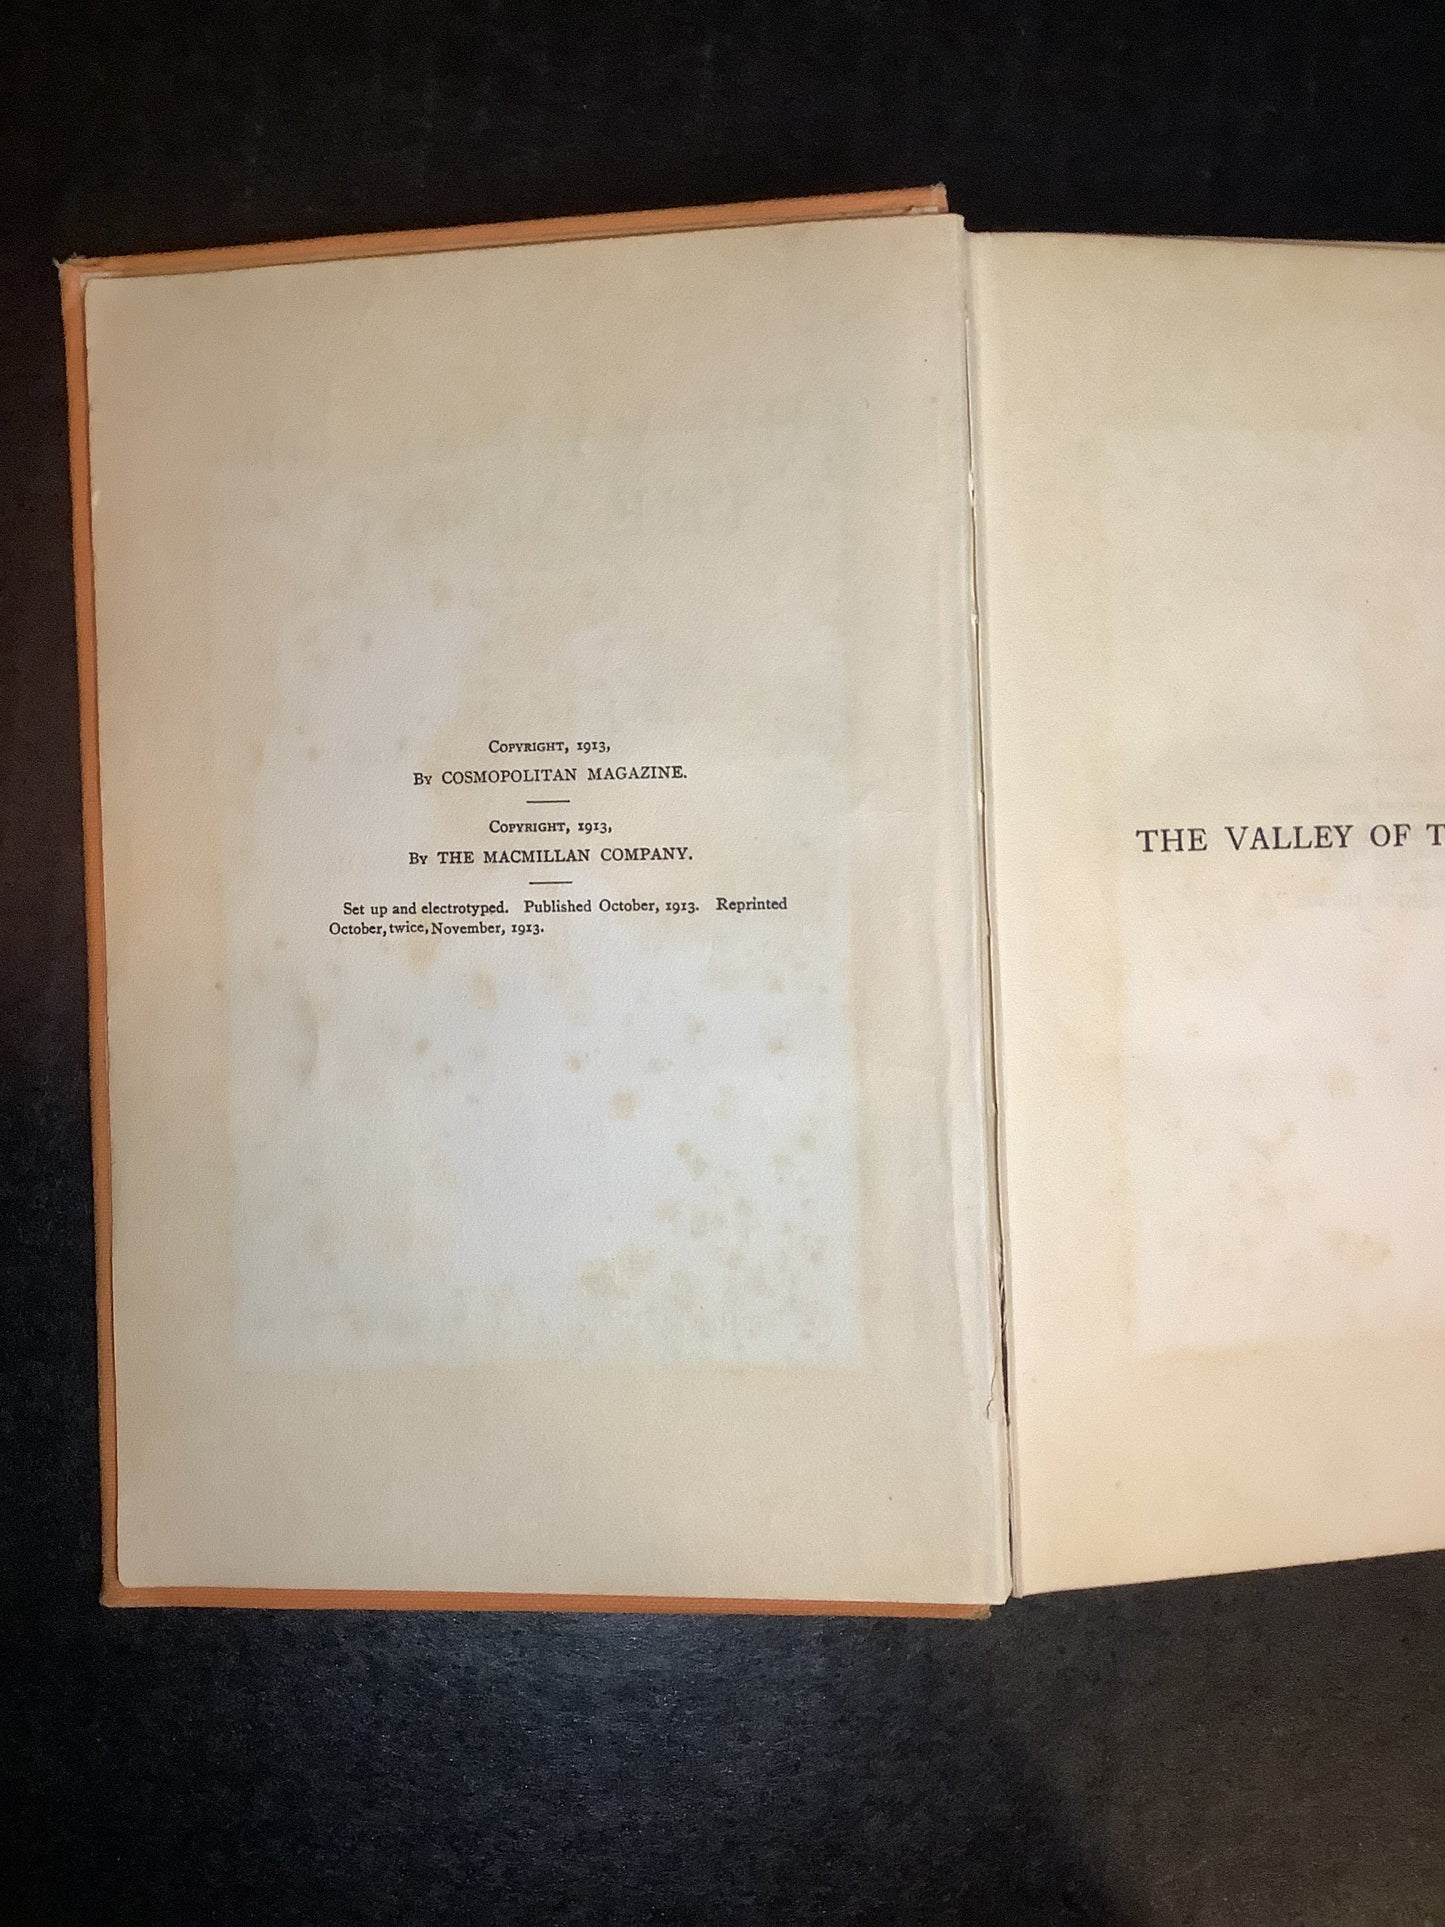 COPYRIGHT, 1913,
BY COSMOPOLITAN MAGAZINE.
COPYRIGHT, 1913,
BY THE MACMILLAN COMPANY.
Set up and electrotyped. Published October, 1913. Reprinted
October, twice, November, 1913.
THE VALLEY OF T